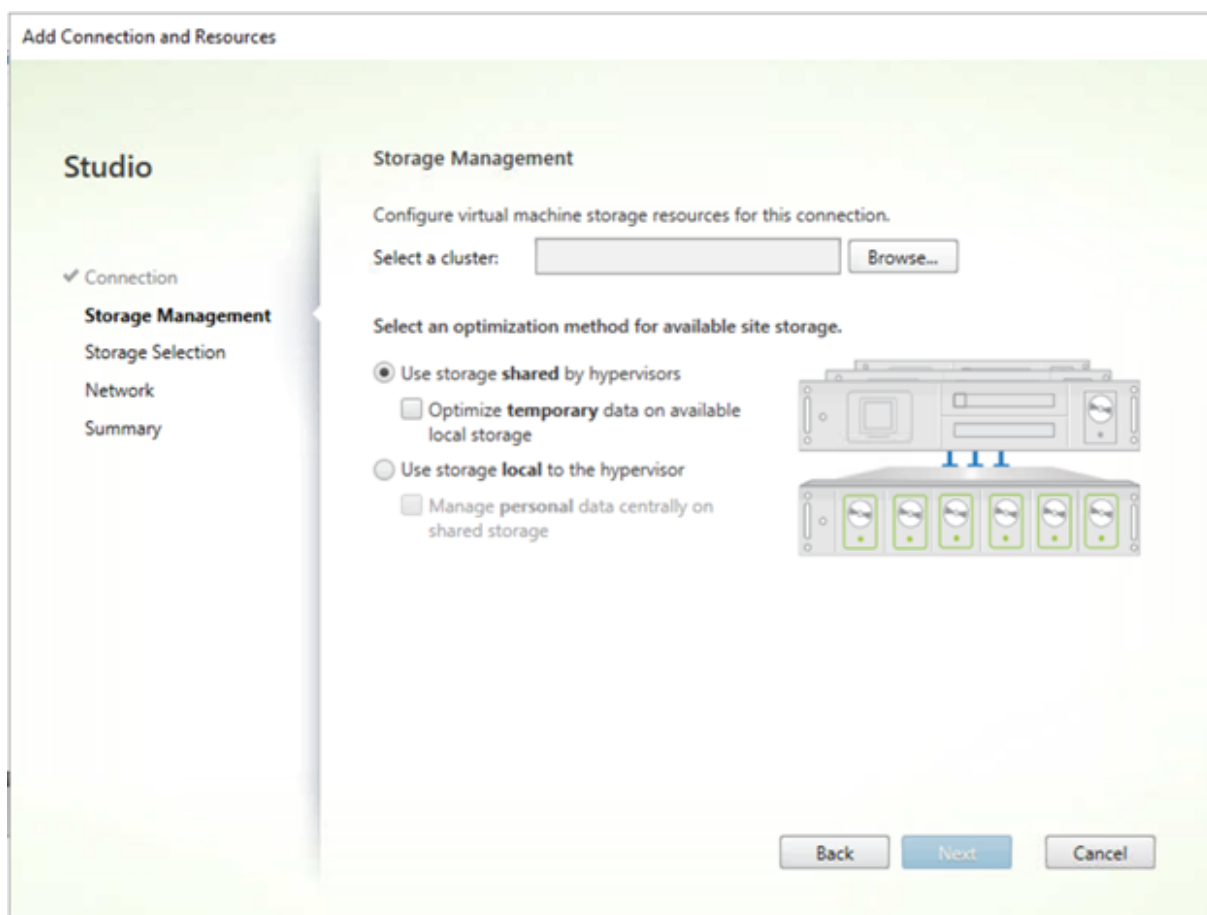 Add Connection and Resources
Studio
Connection
Storage Management
Storage Selection
Network
Summary
Storage Management
Configure virtual machine storage resources for this connection.
Select a cluster:
Browse...
Select an optimization method for available site storage.
Use storage shared by hypervisors
Optimize temporary data on available
local storage
Use storage local to the hypervisor
Manage personal data centrally on
shared storage
Back
Next
Cancel